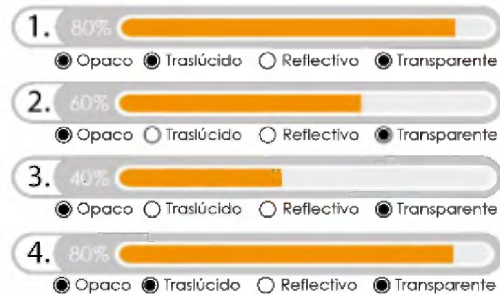 1. 80%
Opaco Traslúcido Reflectivo Transparente
2. 60%
Opaco Traslúcido Reflectivo Transparente
3. 40%
Opaco Traslúcido Reflectivo Transparente
4. 80%
Opaco Traslúcido Reflectivo Transparente